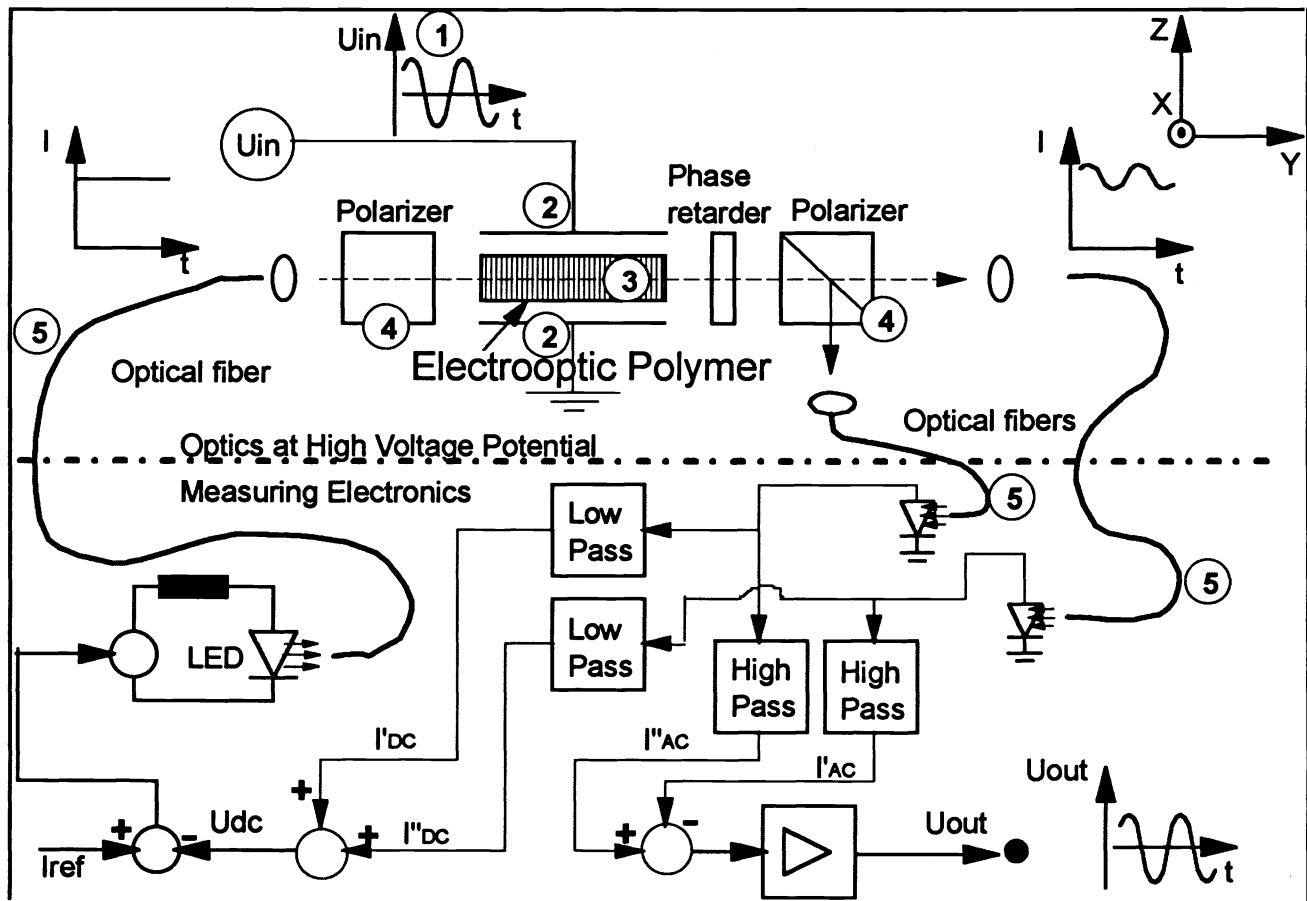 Uin
1
t
Z
X
Y
I
t
Uin
I
t
Polarizer
2
Phase
retarder
Polarizer
3
4
2
4
5
Electrooptic Polymer
Optical fiber
Optical fibers
Optics at High Voltage Potential
Measuring Electronics
5
Low
Pass
5
Low
Pass
LED
High
Pass
High
Pass
I'DC
I"AC
I'AC
+
Uout
+
-
Udc
+
I"DC
+
-
Uout
Iref
t